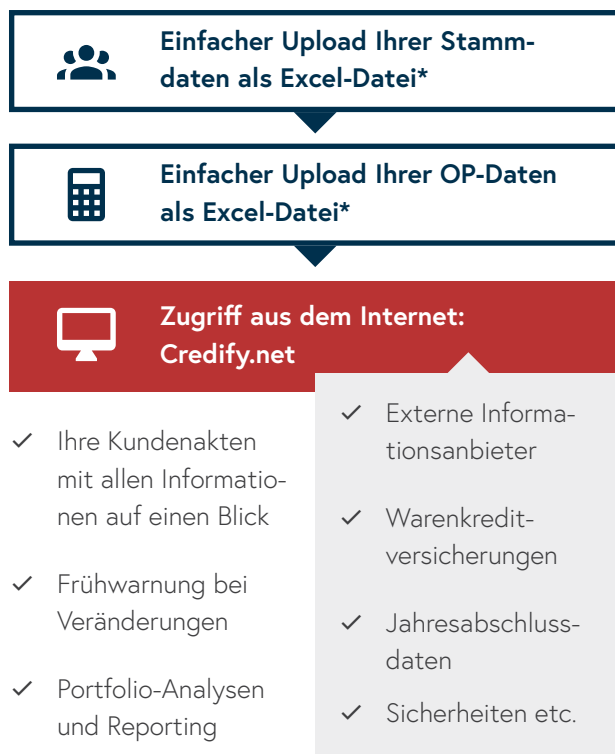 Einfacher Upload Ihrer Stamm-
daten als Excel-Datei*
Einfacher Upload Ihrer OP-Daten
als Excel-Datei*
Zugriff aus dem Internet:
Credify.net
Ihre Kundenakten
mit allen Informatio-
nen auf einen Blick
Frühwarnung bei
Veränderungen
Portfolio-Analysen
und Reporting
Externe Informa-
tionsanbieter
Warenkredit-
versicherungen
Jahresabschluss-
daten
Sicherheiten etc.